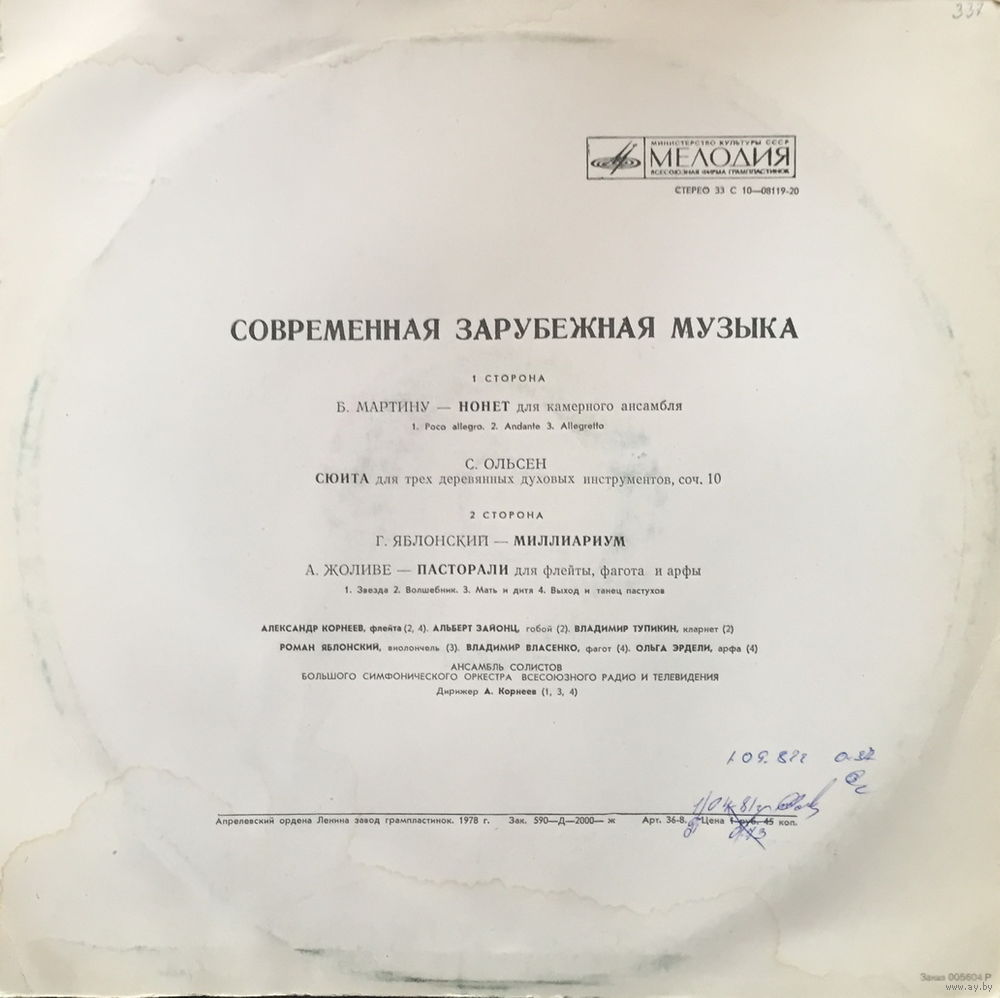 337
МИНИСТЕРСТВО КУЛЬТУРЫ СССР
МЕЛОДИЯ
ВСЕСОЮЗНАЯ ФИРМА ГРАМПЛАСТИНОК
СТЕРЕО 33 С 10—08119-20
СОВРЕМЕННАЯ ЗАРУБЕЖНАЯ МУЗЫКА
1 СТОРОНА
Б. МАРТИНУ — НОНЕТ для камерного ансамбля
1. Poco allegro. 2. Andante 3. Allegretto
С. ОЛЬСЕН
СЮИТА для трех деревянных духовых инструментов, соч. 10
2 СТОРОНА
Г. ЯБЛОНСКИЙ — МИЛЛИАРИУМ
А. ЖОЛИВЕ — ПАСТОРАЛИ для флейты, фагота и арфы
1. Звезда 2. Волшебник. 3. Мать и дитя 4. Выход и танец пастухов
АЛЕКСАНДР КОРНЕЕВ, флейта (2, 4). АЛЬБЕРТ ЗАЙОНЦ, гобой (2). ВЛАДИМИР ТУПИКИН, кларнет (2)
РОМАН ЯБЛОНСКИЙ, виолончель (3). ВЛАДИМИР ВЛАСЕНКО, фагот (4). ОЛЬГА ЭРДЕЛИ, арфа (4)
АНСАМБЛЬ СОЛИСТОВ
БОЛЬШОГО СИМФОНИЧЕСКОГО ОРКЕСТРА ВСЕСОЮЗНОГО РАДИО И ТЕЛЕВИДЕНИЯ
Дирижер А. Корнеев (1, 3, 4)
Апрелевский ордена Ленина завод грампластинок. 1978 г. Зак. 590—Д—2000— ж Арт. 36-8. Цена 1 руб. 45 коп.
Заказ 005604 Р
www.ay.by